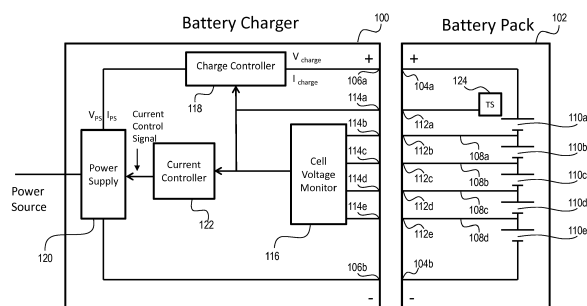 Battery Charger
100
Battery Pack
102
V charge
I charge
+
+
Charge Controller
118
106a
104a
124
TS
114a
112a
110a
V PS I PS
Current
Control
Signal
114b
112b
108a
110b
Power
Supply
Current
Controller
Cell
Voltage
Monitor
114c
112c
108b
110c
Power
Source
114d
112d
108c
110d
122
114e
112e
108d
110e
120
116
106b
104b
-
-